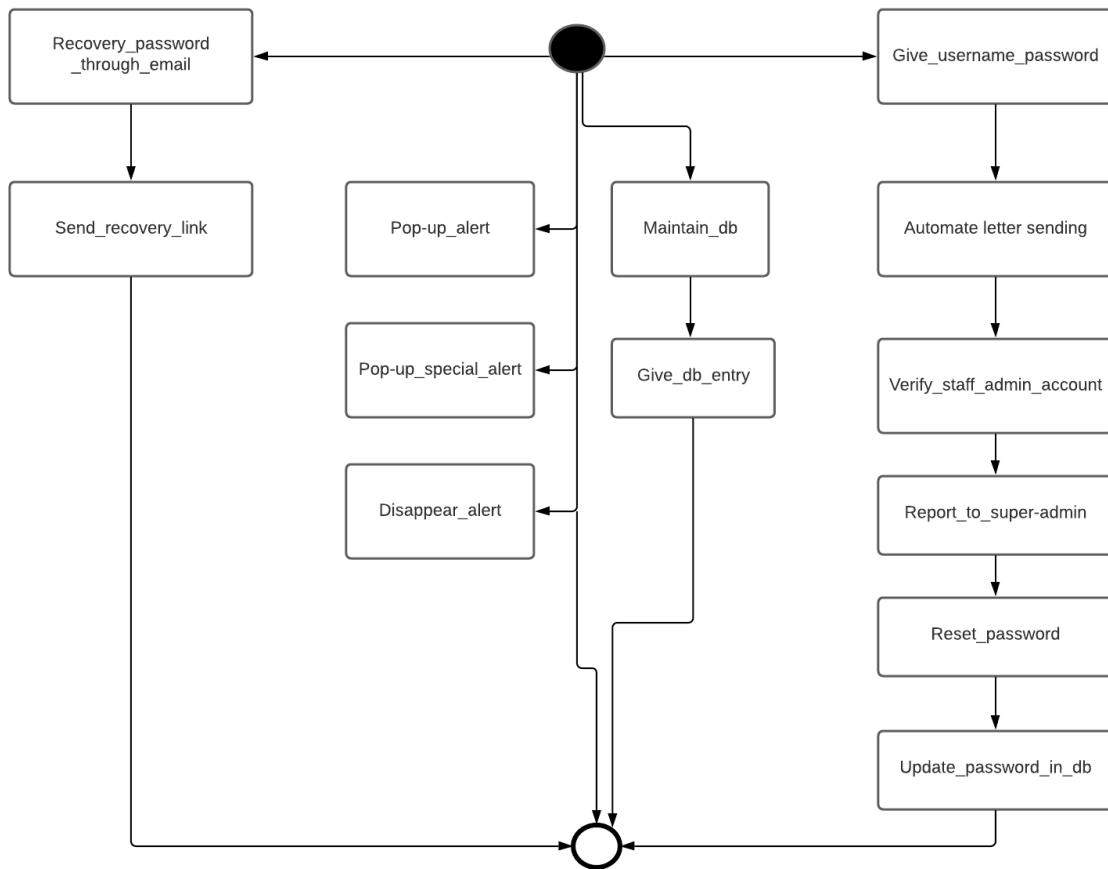 Recovery_password
_through_email
Give_username_password
Send_recovery_link
Pop-up_alert
Maintain_db
Automate letter sending
Pop-up_special_alert
Give_db_entry
Verify_staff_admin_account
Disappear_alert
Report_to_super-admin
Reset_password
Update_password_in_db